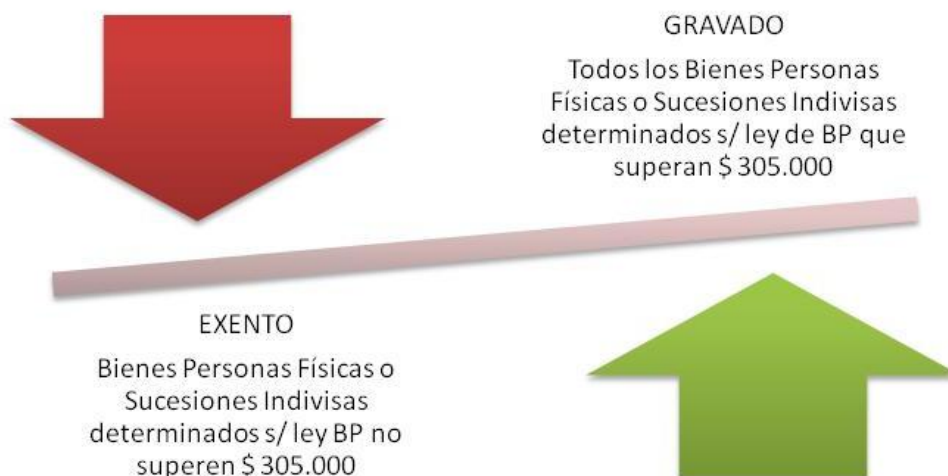 GRAVADO
Todos los Bienes Personas
Físicas o Sucesiones Indivisas
determinados s/ ley de BP que
superan $ 305.000
EXENTO
Bienes Personas Físicas o
Sucesiones Indivisas
determinados s/ ley BP no
superen $ 305.000